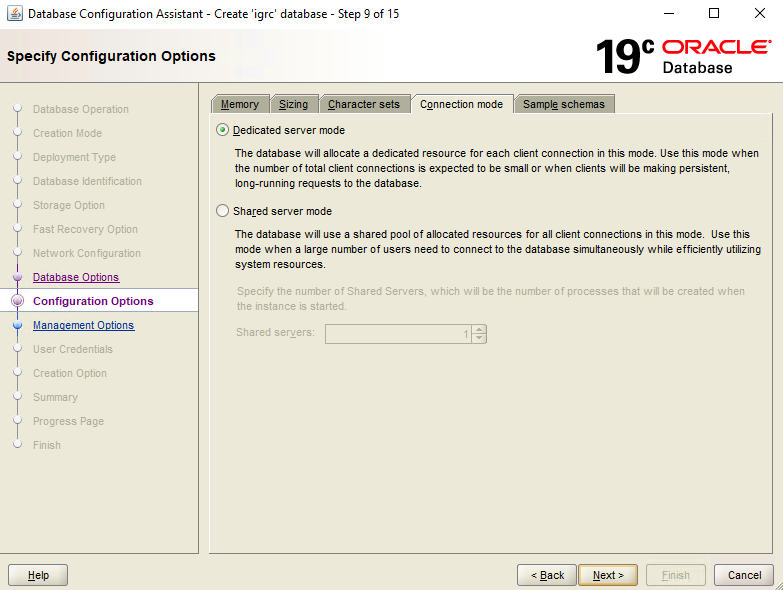 Database Configuration Assistant - Create 'igrc' database - Step 9 of 15
Specify Configuration Options
19c ORACLE
Database
Database Operation
Creation Mode
Deployment Type
Database Identification
Storage Option
Fast Recovery Option
Network Configuration
Database Options
Configuration Options
Management Options
User Credentials
Creation Option
Summary
Progress Page
Finish
Memory Sizing Character sets Connection mode Sample schemas
Dedicated server mode
The database will allocate a dedicated resource for each client connection in this mode. Use this mode when
the number of total client connections is expected to be small or when clients will be making persistent,
long-running requests to the database.
Shared server mode
The database will use a shared pool of allocated resources for all client connections in this mode. Use this
mode when a large number of users need to connect to the database simultaneously while efficiently utilizing
system resources.
Specify the number of Shared Servers, which will be the number of processes that will be created when
the instance is started.
Shared servers: 1
Help < Back Next > Finish Cancel